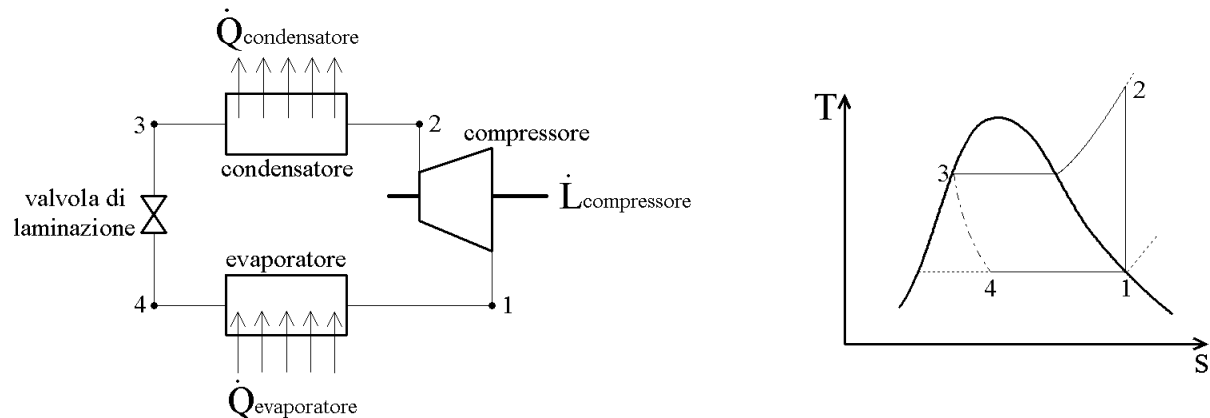 Q̇condensatore
3
2
compressore
condensatore
valvola di
laminazione
L̇compressore
evaporatore
4
1
Q̇evaporatore
T
2
3
4
1
s